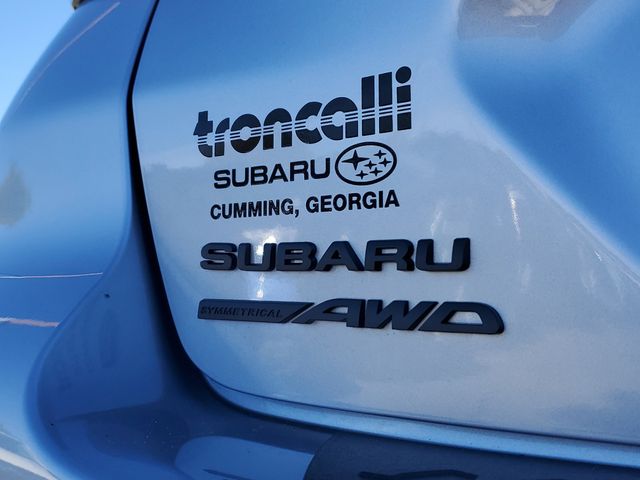 troncalli
SUBARU
CUMMING, GEORGIA
SUBARU
SYMMETRICAL AWD